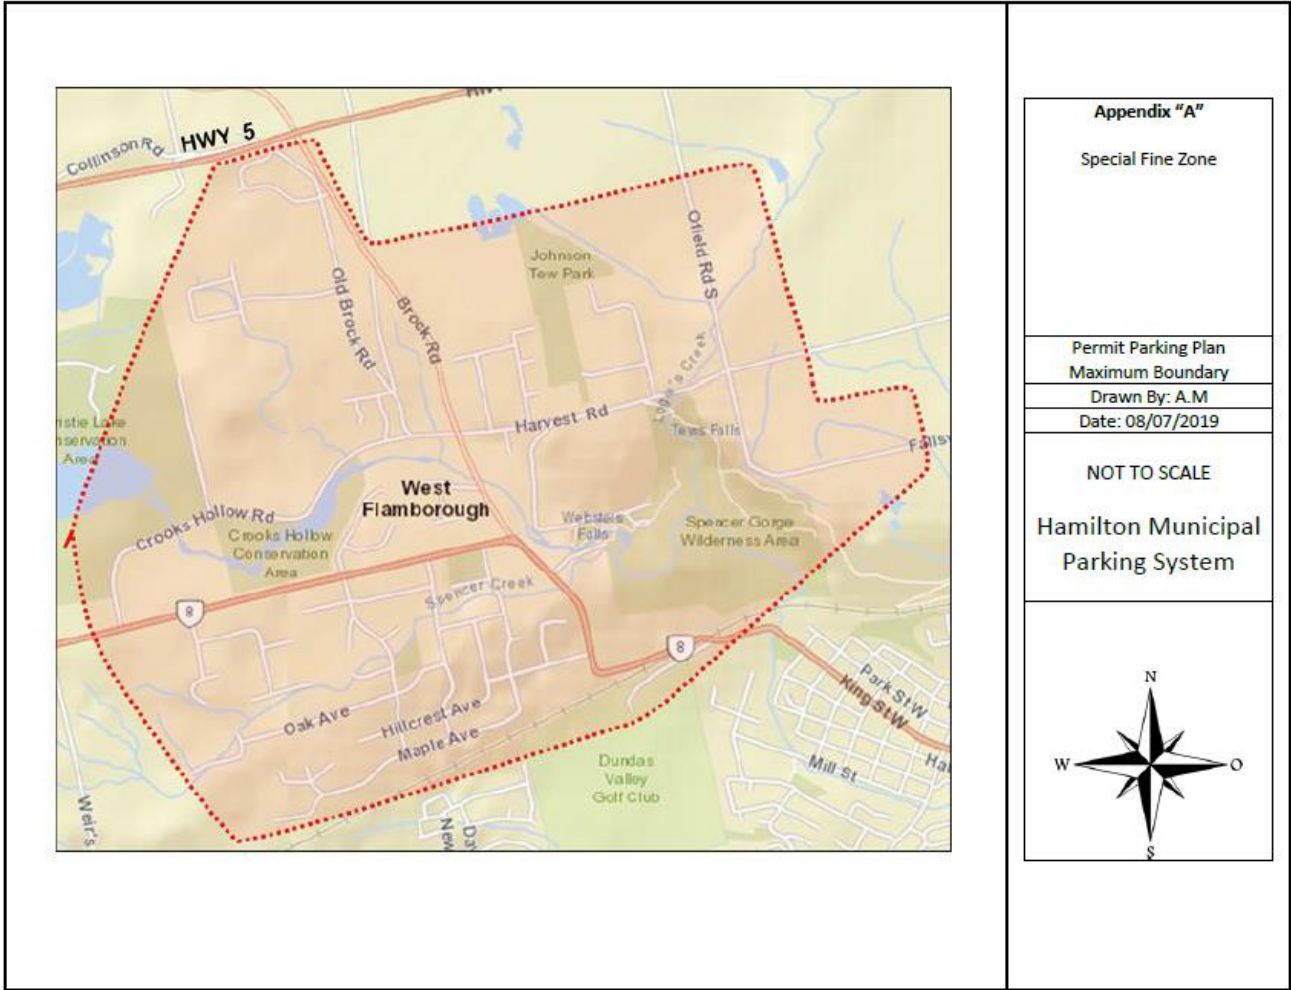 HWY 5
Collinson Rd
Johnson
Tew Park
Ofield Rd S
Old Brock Rd
Brock Rd
Logie's Creek
Harvest Rd
Tews Falls
West
Flamborough
Crooks Hollow Rd
Crooks Hollow
Conservation
Area
Websters
Falls
Spencer Gorge
Wilderness Area
Spencer Creek
8
8
Oak Ave
Hillcrest Ave
Maple Ave
Park St W
King St W
Mill St
Dundas
Valley
Golf Club
Weir's
New
Appendix “A”
Special Fine Zone
Permit Parking Plan
Maximum Boundary
Drawn By: A.M
Date: 08/07/2019
NOT TO SCALE
Hamilton Municipal
Parking System
N
W
O
S